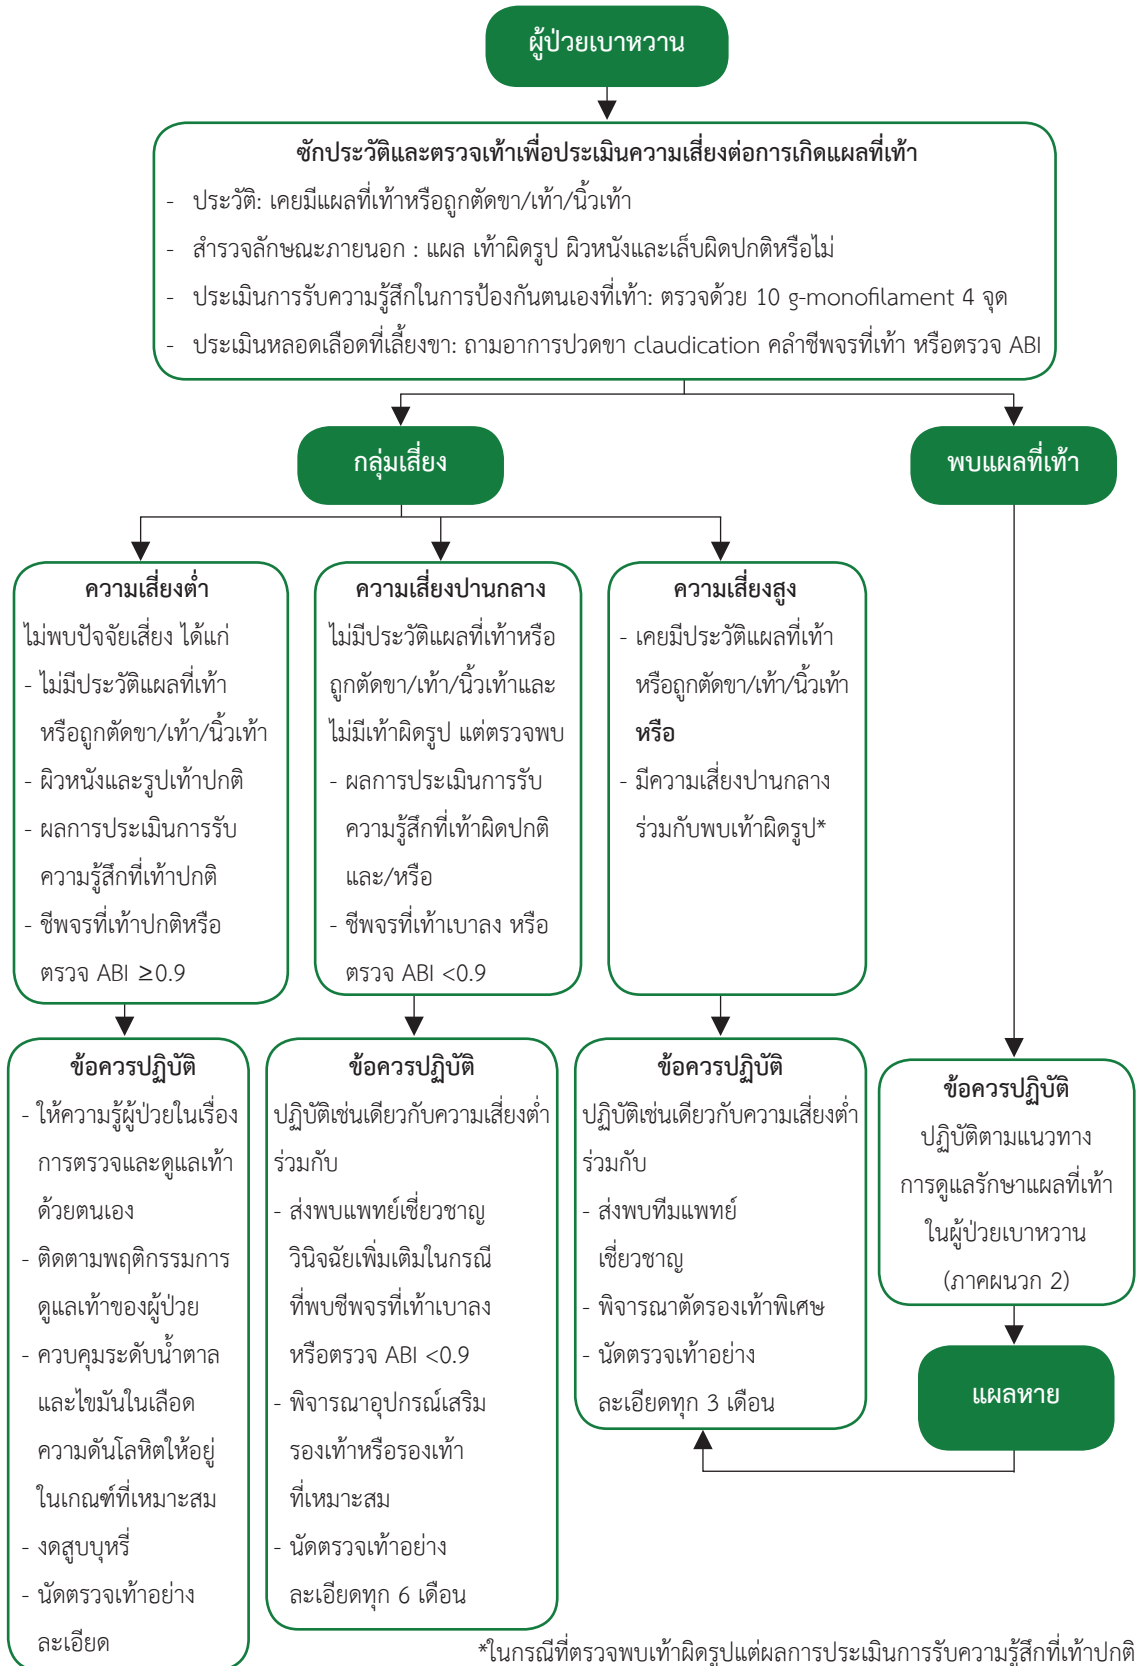 ผู้ป่วยเบาหวาน
ซักประวัติและตรวจเท้าเพื่อประเมินความเสี่ยงต่อการเกิดแผลที่เท้า
- ประวัติ: เคยมีแผลที่เท้าหรือถูกตัดขา/เท้า/นิ้วเท้า
- สำรวจลักษณะภายนอก : แผล เท้าผิดรูป ผิวหนังและเล็บผิดปกติหรือไม่
- ประเมินการรับความรู้สึกในการป้องกันตนเองที่เท้า: ตรวจด้วย 10 g-monofilament 4 จุด
- ประเมินหลอดเลือดที่เลี้ยงขา: ถามอาการปวดขา claudication คลำชีพจรที่เท้า หรือตรวจ ABI
กลุ่มเสี่ยง
พบแผลที่เท้า
ความเสี่ยงต่ำ
ไม่พบปัจจัยเสี่ยง ได้แก่
- ไม่มีประวัติแผลที่เท้า
หรือถูกตัดขา/เท้า/นิ้วเท้า
- ผิวหนังและรูปเท้าปกติ
- ผลการประเมินการรับ
ความรู้สึกที่เท้าปกติ
- ชีพจรที่เท้าปกติหรือ
ตรวจ ABI ≥0.9
ความเสี่ยงปานกลาง
ไม่มีประวัติแผลที่เท้าหรือ
ถูกตัดขา/เท้า/นิ้วเท้าและ
ไม่มีเท้าผิดรูป แต่ตรวจพบ
- ผลการประเมินการรับ
ความรู้สึกที่เท้าผิดปกติ
และ/หรือ
- ชีพจรที่เท้าเบาลง หรือ
ตรวจ ABI <0.9
ความเสี่ยงสูง
- เคยมีประวัติแผลที่เท้า
หรือถูกตัดขา/เท้า/นิ้วเท้า
หรือ
- มีความเสี่ยงปานกลาง
ร่วมกับพบเท้าผิดรูป*
ข้อควรปฏิบัติ
- ให้ความรู้ผู้ป่วยในเรื่อง
การตรวจและดูแลเท้า
ด้วยตนเอง
- ติดตามพฤติกรรมการ
ดูแลเท้าของผู้ป่วย
- ควบคุมระดับน้ำตาล
และไขมันในเลือด
ความดันโลหิตให้อยู่
ในเกณฑ์ที่เหมาะสม
- งดสูบบุหรี่
- นัดตรวจเท้าอย่าง
ละเอียด
ข้อควรปฏิบัติ
ปฏิบัติเช่นเดียวกับความเสี่ยงต่ำ
ร่วมกับ
- ส่งพบแพทย์เชี่ยวชาญ
วินิจฉัยเพิ่มเติมในกรณี
ที่พบชีพจรที่เท้าเบาลง
หรือตรวจ ABI <0.9
- พิจารณาอุปกรณ์เสริม
รองเท้าหรือรองเท้า
ที่เหมาะสม
- นัดตรวจเท้าอย่าง
ละเอียดทุก 6 เดือน
ข้อควรปฏิบัติ
ปฏิบัติเช่นเดียวกับความเสี่ยงต่ำ
ร่วมกับ
- ส่งพบทีมแพทย์
เชี่ยวชาญ
- พิจารณาตัดรองเท้าพิเศษ
- นัดตรวจเท้าอย่าง
ละเอียดทุก 3 เดือน
ข้อควรปฏิบัติ
ปฏิบัติตามแนวทาง
การดูแลรักษาแผลที่เท้า
ในผู้ป่วยเบาหวาน
(ภาคผนวก 2)
แผลหาย
*ในกรณีที่ตรวจพบเท้าผิดรูปแต่ผลการประเมินการรับความรู้สึกที่เท้าปกติ